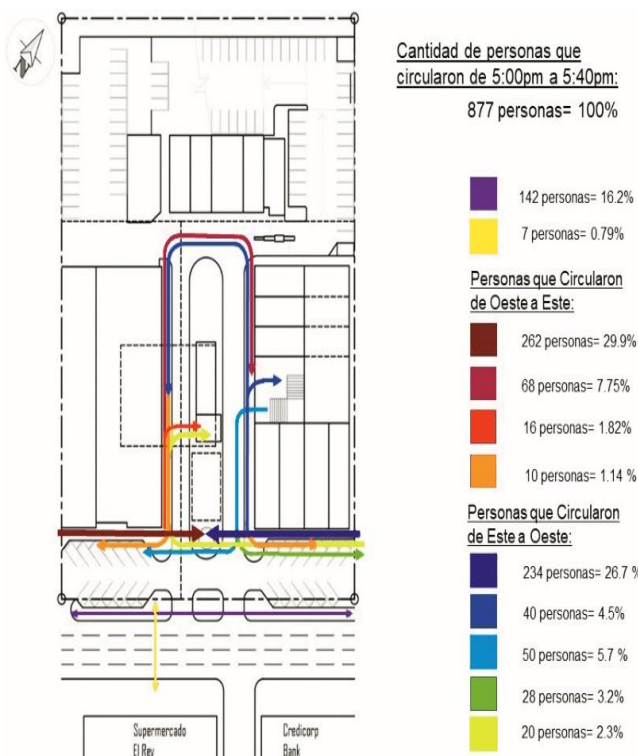 Cantidad de personas que
circularon de 5:00pm a 5:40pm:
877 personas= 100%
142 personas= 16.2%
7 personas= 0.79%
Personas que Circularon
de Oeste a Este:
262 personas= 29.9%
68 personas= 7.75%
16 personas= 1.82%
10 personas= 1.14 %
Personas que Circularon
de Este a Oeste:
234 personas= 26.7 %
40 personas= 4.5%
50 personas= 5.7 %
28 personas= 3.2%
20 personas= 2.3%
Supermercado
El Rey
Credicorp
Bank